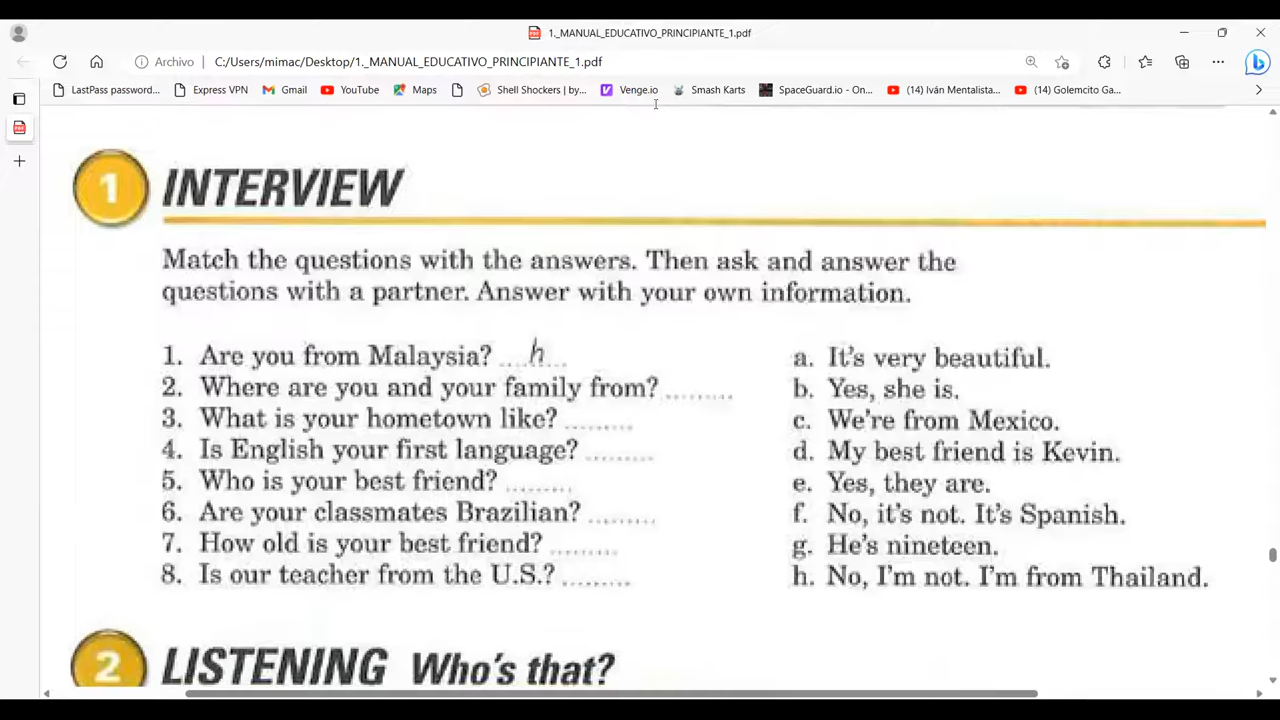 1._MANUAL_EDUCATIVO_PRINCIPIANTE_1.pdf
Archivo C:/Users/mimac/Desktop/1._MANUAL_EDUCATIVO_PRINCIPIANTE_1.pdf
LastPass password... Express VPN Gmail YouTube Maps Shell Shockers | by... Venge.io Smash Karts SpaceGuard.io - On... (14) Iván Mentalista... (14) Golemcito Ga...
1 INTERVIEW
Match the questions with the answers. Then ask and answer the
questions with a partner. Answer with your own information.
1. Are you from Malaysia? ....h....
2. Where are you and your family from? .........
3. What is your hometown like? .........
4. Is English your first language? .........
5. Who is your best friend? .........
6. Are your classmates Brazilian? .........
7. How old is your best friend? .........
8. Is our teacher from the U.S.? .........
a. It's very beautiful.
b. Yes, she is.
c. We're from Mexico.
d. My best friend is Kevin.
e. Yes, they are.
f. No, it's not. It's Spanish.
g. He's nineteen.
h. No, I'm not. I'm from Thailand.
2 LISTENING Who's that?